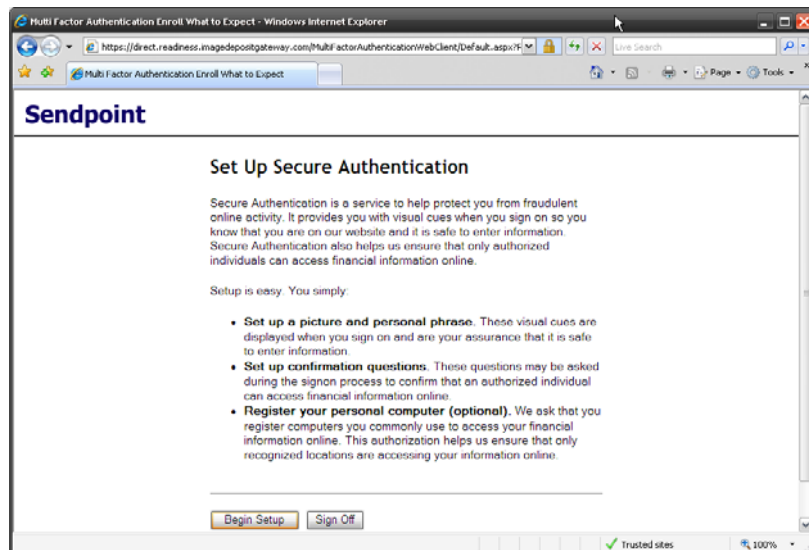 Multi Factor Authentication Enroll What to Expect - Windows Internet Explorer
https://direct.readiness.imagedepositgateway.com/MultiFactorAuthenticationWebClient/Default.aspx?F
Live Search
Multi Factor Authentication Enroll What to Expect
Page
Tools
Sendpoint
Set Up Secure Authentication
Secure Authentication is a service to help protect you from fraudulent
online activity. It provides you with visual cues when you sign on so you
know that you are on our website and it is safe to enter information.
Secure Authentication also helps us ensure that only authorized
individuals can access financial information online.
Setup is easy. You simply:
• Set up a picture and personal phrase. These visual cues are
displayed when you sign on and are your assurance that it is safe
to enter information.
• Set up confirmation questions. These questions may be asked
during the signon process to confirm that an authorized individual
can access financial information online.
• Register your personal computer (optional). We ask that you
register computers you commonly use to access your financial
information online. This authorization helps us ensure that only
recognized locations are accessing your information online.
Begin Setup Sign Off
Trusted sites 100%